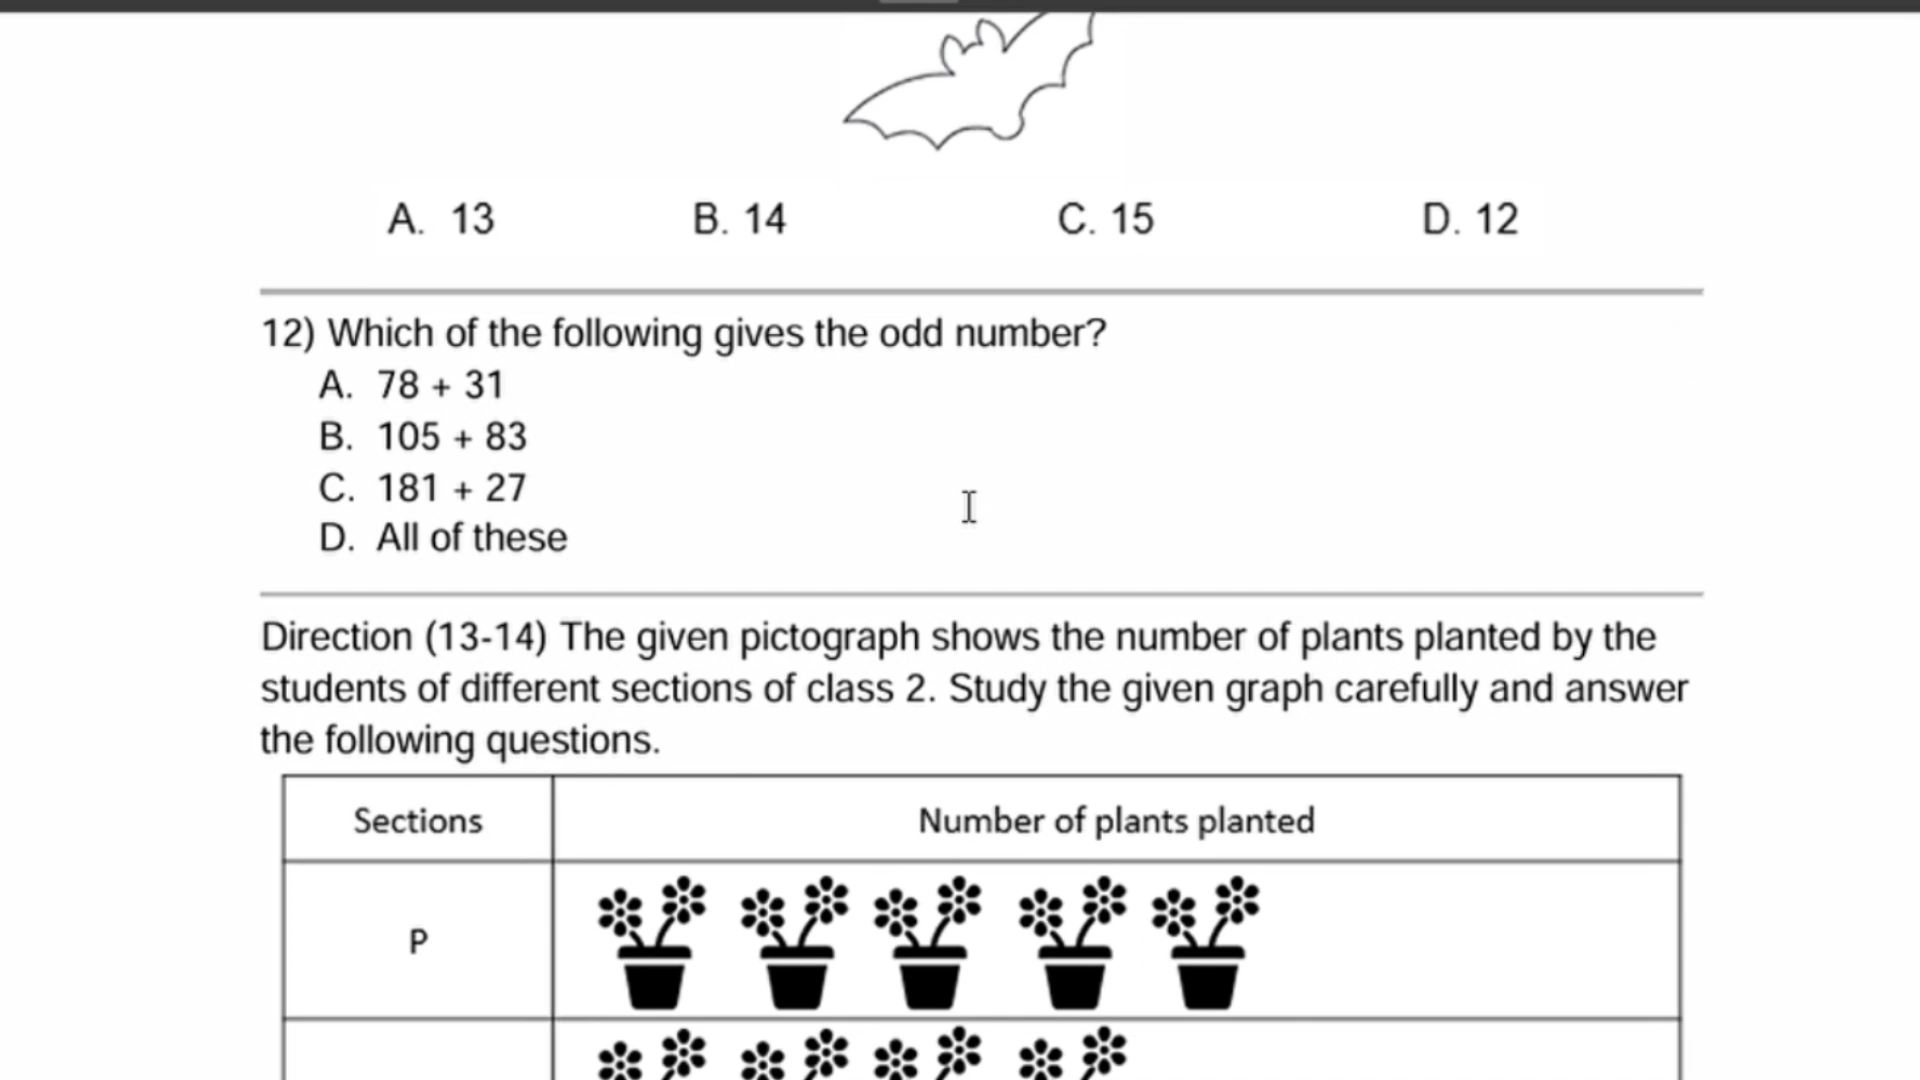 A. 13 B. 14 C. 15 D. 12
12) Which of the following gives the odd number?
A. 78 + 31
B. 105 + 83
C. 181 + 27
D. All of these
Direction (13-14) The given pictograph shows the number of plants planted by the
students of different sections of class 2. Study the given graph carefully and answer
the following questions.
Sections Number of plants planted
P